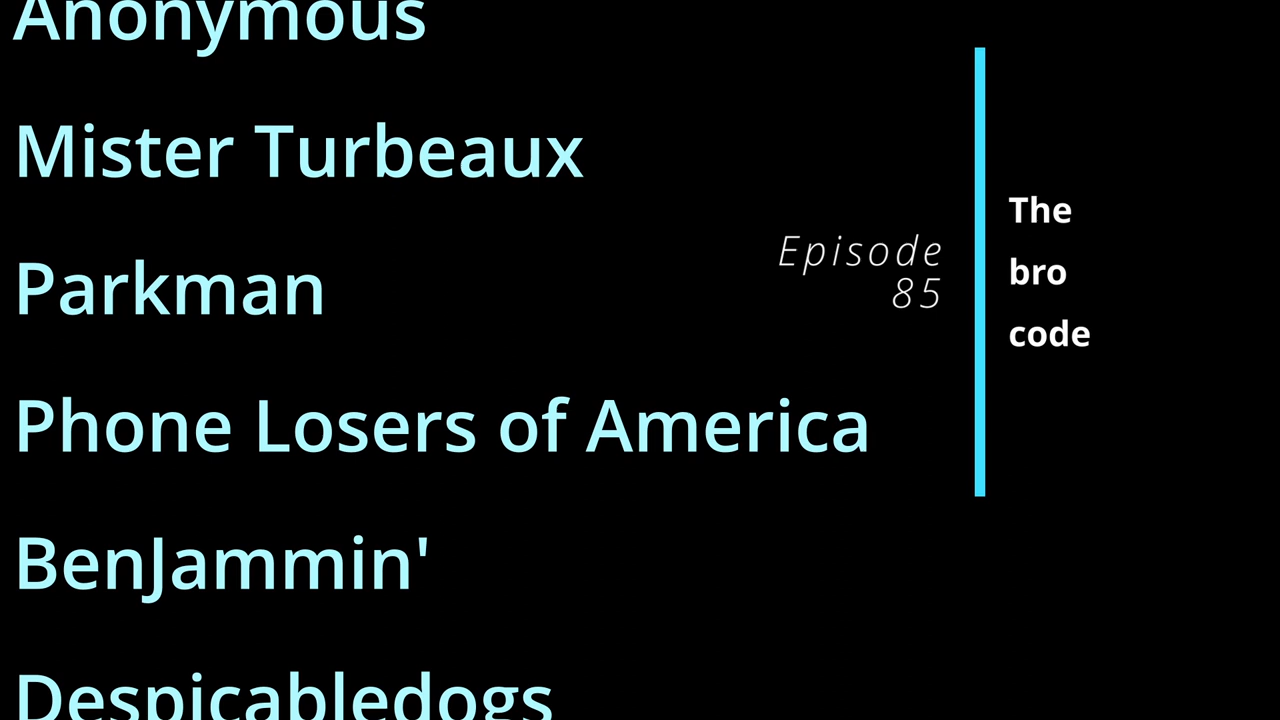 Anonymous
Mister Turbeaux
Parkman
Phone Losers of America
BenJammin'
Despicabledogs
Episode
85
The
bro
code